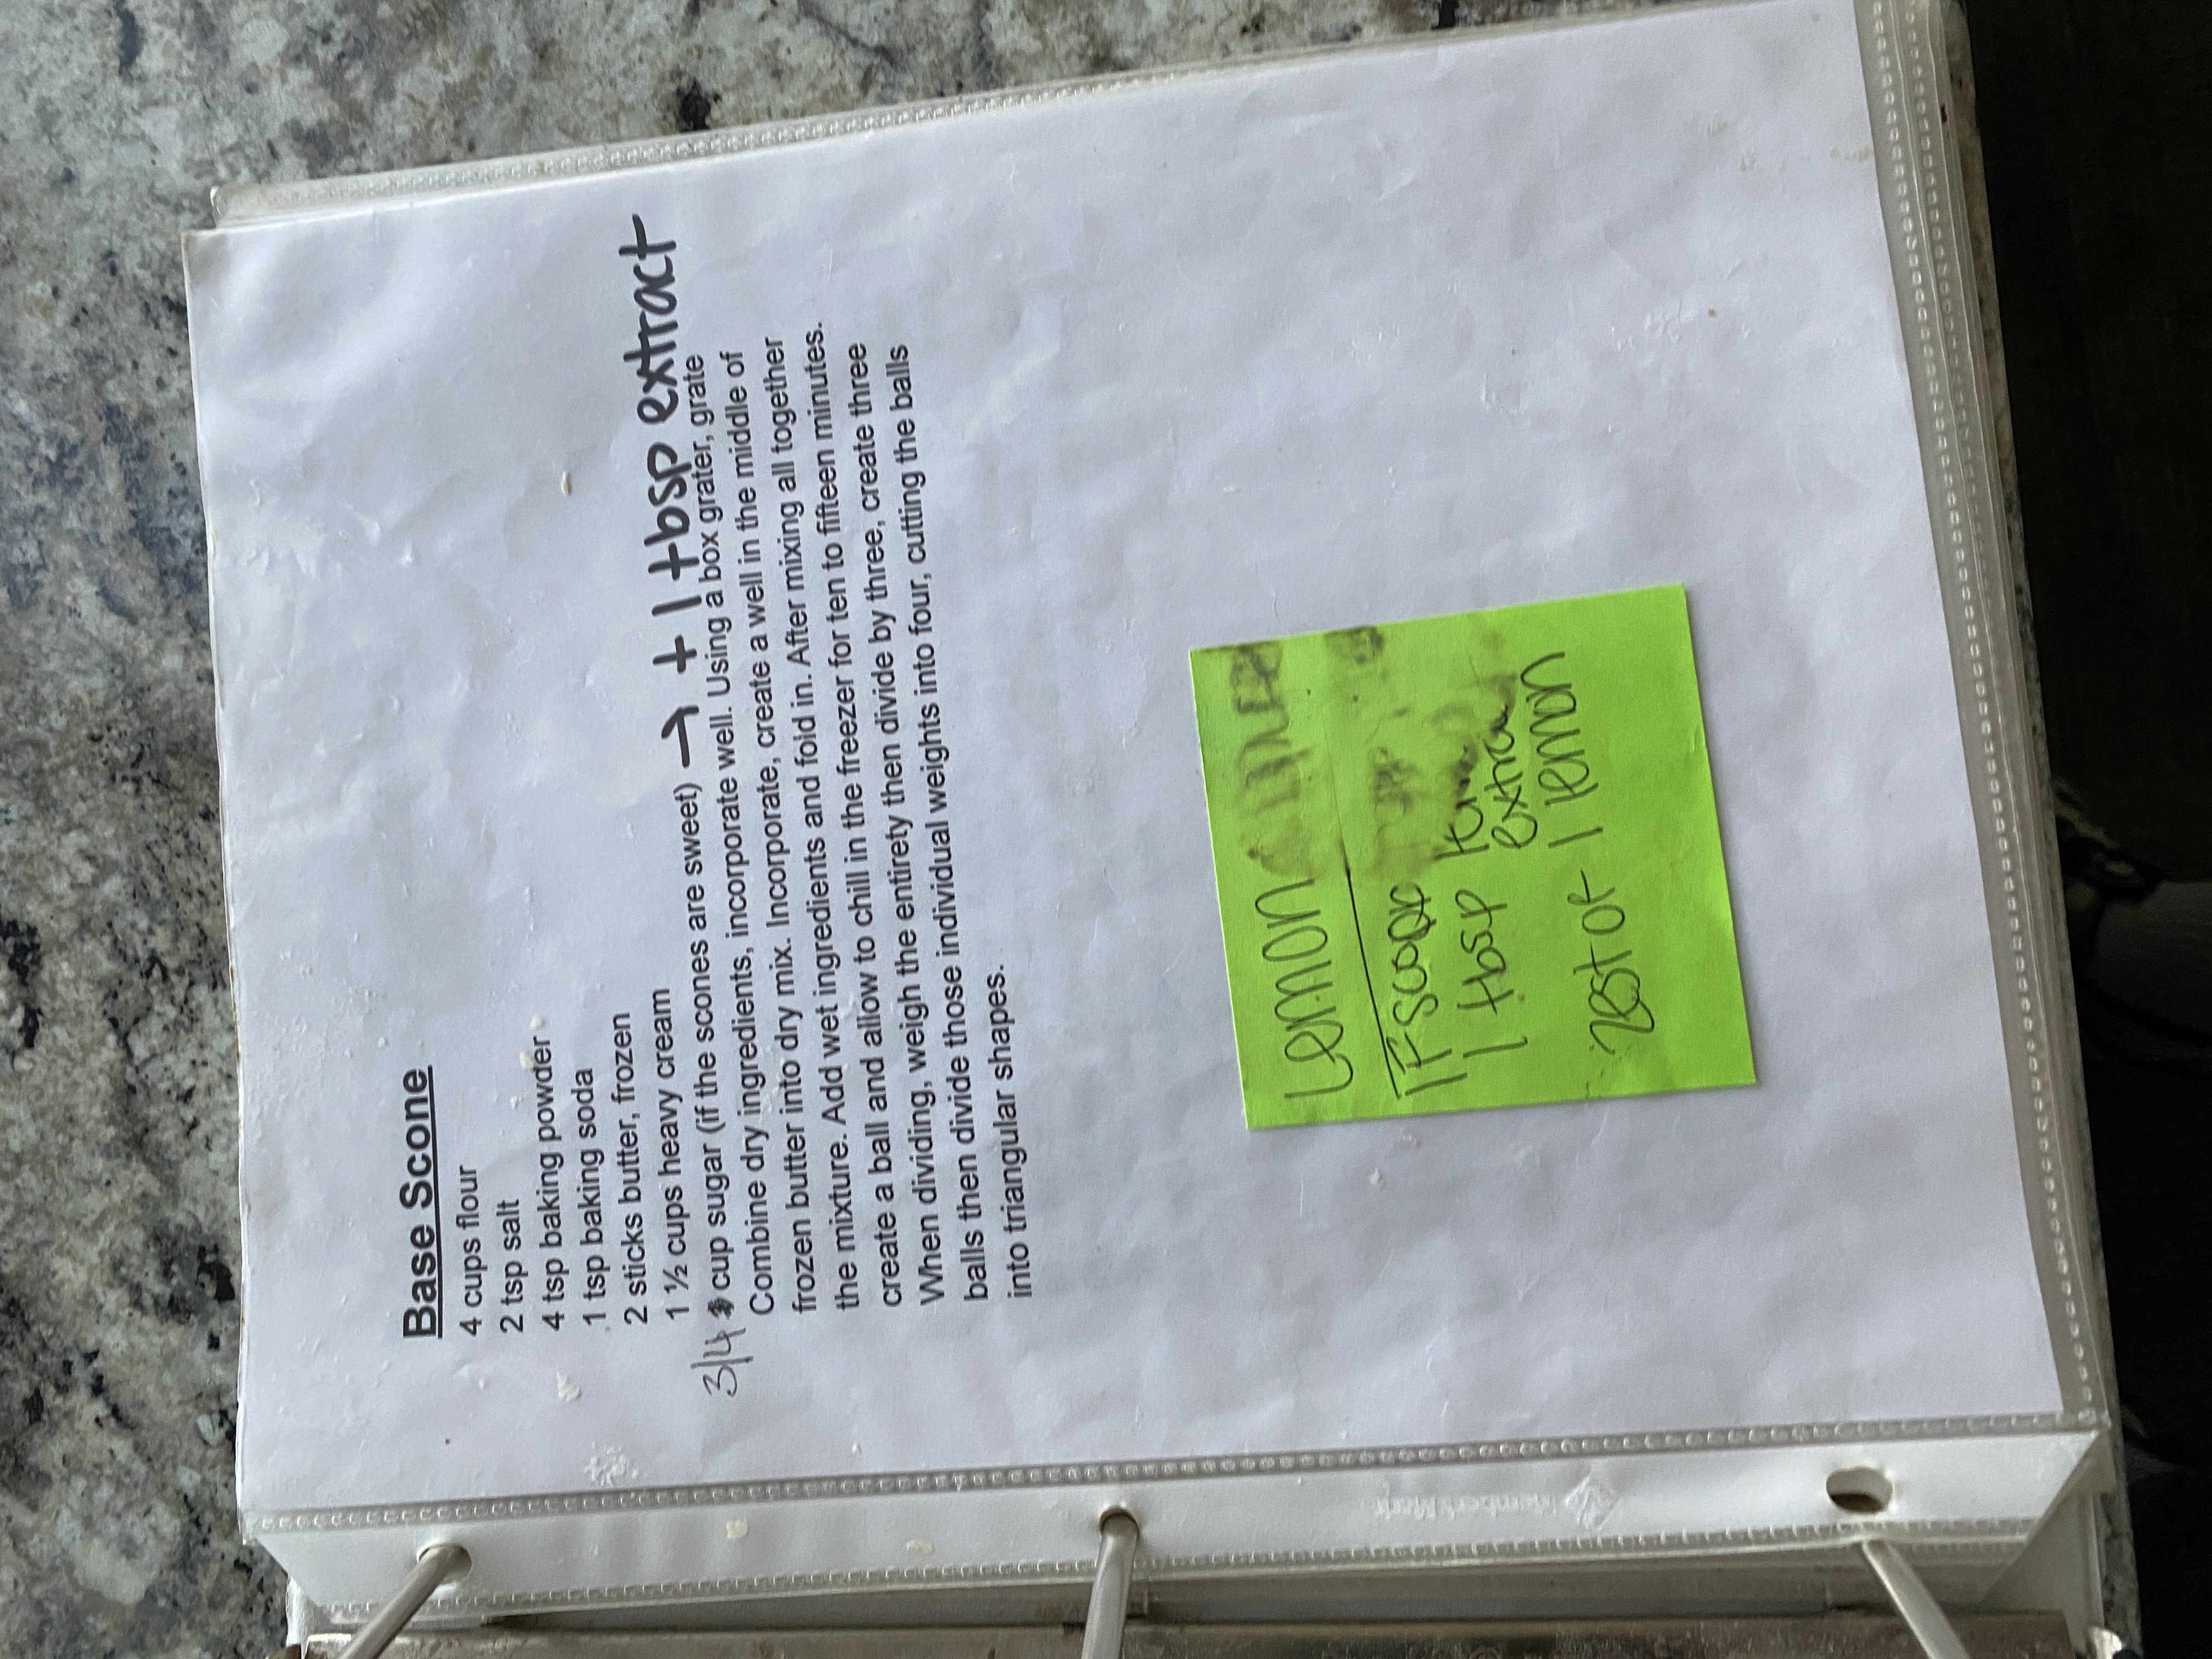 Base Scone
4 cups flour
2 tsp salt
4 tsp baking powder
1 tsp baking soda
2 sticks butter, frozen
1 ½ cups heavy cream
3/4 cup sugar (if the scones are sweet) → + 1 tbsp extract
Combine dry ingredients, incorporate well. Using a box grater, grate
frozen butter into dry mix. Incorporate, create a well in the middle of
the mixture. Add wet ingredients and fold in. After mixing all together
create a ball and allow to chill in the freezer for ten to fifteen minutes.
When dividing, weigh the entirety then divide by three, create three
balls then divide those individual weights into four, cutting the balls
into triangular shapes.
Lemon
1 scoop
1 tbsp
zest of 1 lemon